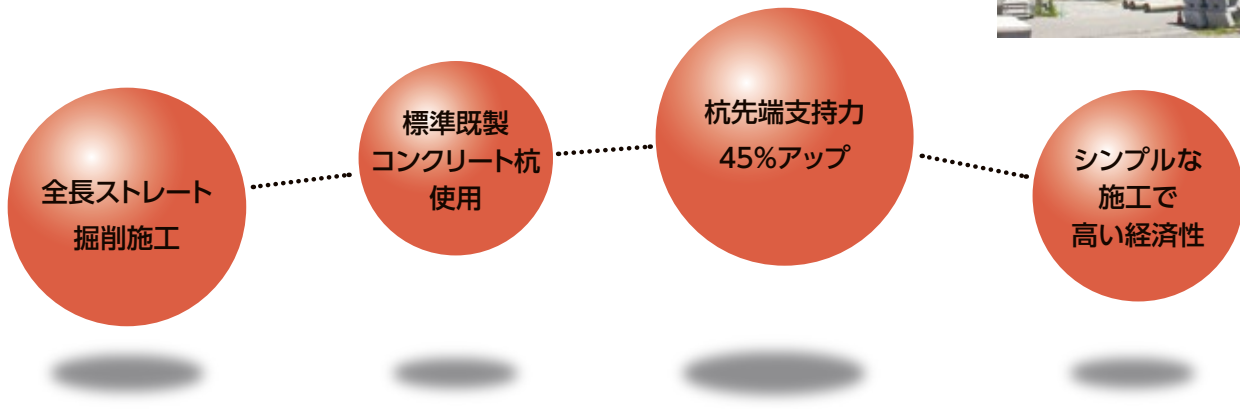 全長ストレート
掘削施工
標準既製
コンクリート杭
使用
杭先端支持力
45%アップ
シンプルな
施工で
高い経済性